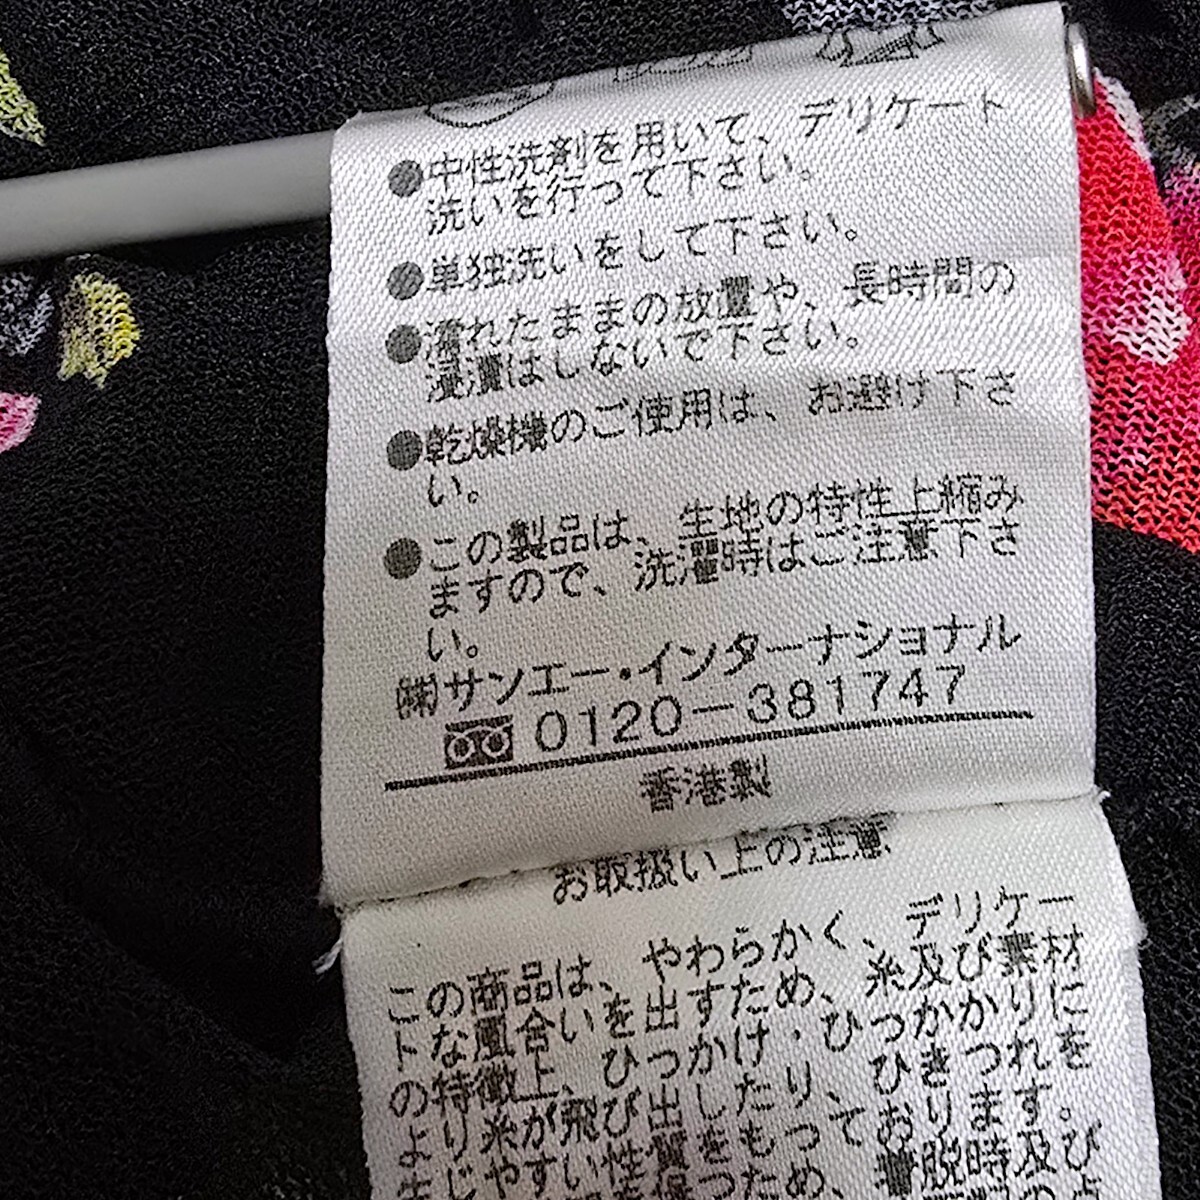 ●中性洗剤を用いて、デリケート
洗いを行って下さい。
●単独洗いをして下さい。
●濡れたままの放置や、長時間の
浸漬はしないで下さい。
●乾燥機のご使用は、お避け下さ
い。
●この製品は、生地の特性上縮み
ますので、洗濯時はご注意下さ
い。
㈱サンエー・インターナショナル
0120-381747
香港製
お取扱い上の注意
この商品は、やわらかく、デリケー
トな風合いを出すため、糸及び素材
の特徴上、ひっかけ・ひっかかりに
より糸が飛び出したり、ひきつれを
生じやすい性質をもっております。
着脱時及び